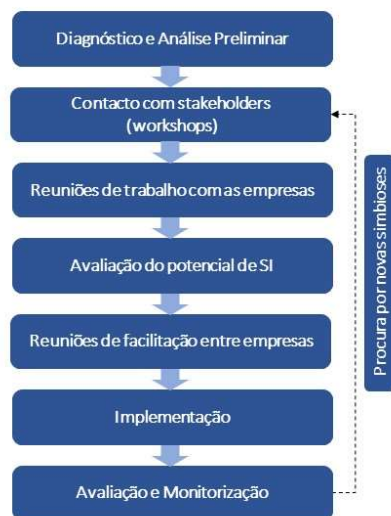 Diagnóstico e Análise Preliminar
Contacto com stakeholders
(workshops)
Reuniões de trabalho com as empresas
Avaliação do potencial de SI
Reuniões de facilitação entre empresas
Implementação
Avaliação e Monitorização
Procura por novas simbioses